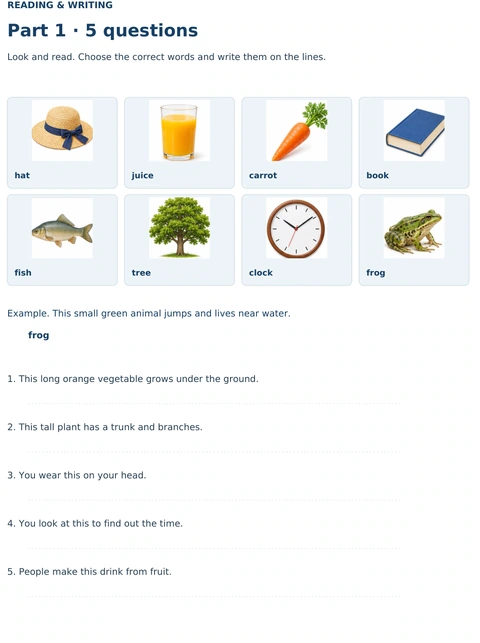 READING & WRITING
Part 1 · 5 questions
Look and read. Choose the correct words and write them on the lines.
hat
juice
carrot
book
fish
tree
clock
frog
Example. This small green animal jumps and lives near water.
frog
1. This long orange vegetable grows under the ground.
2. This tall plant has a trunk and branches.
3. You wear this on your head.
4. You look at this to find out the time.
5. People make this drink from fruit.